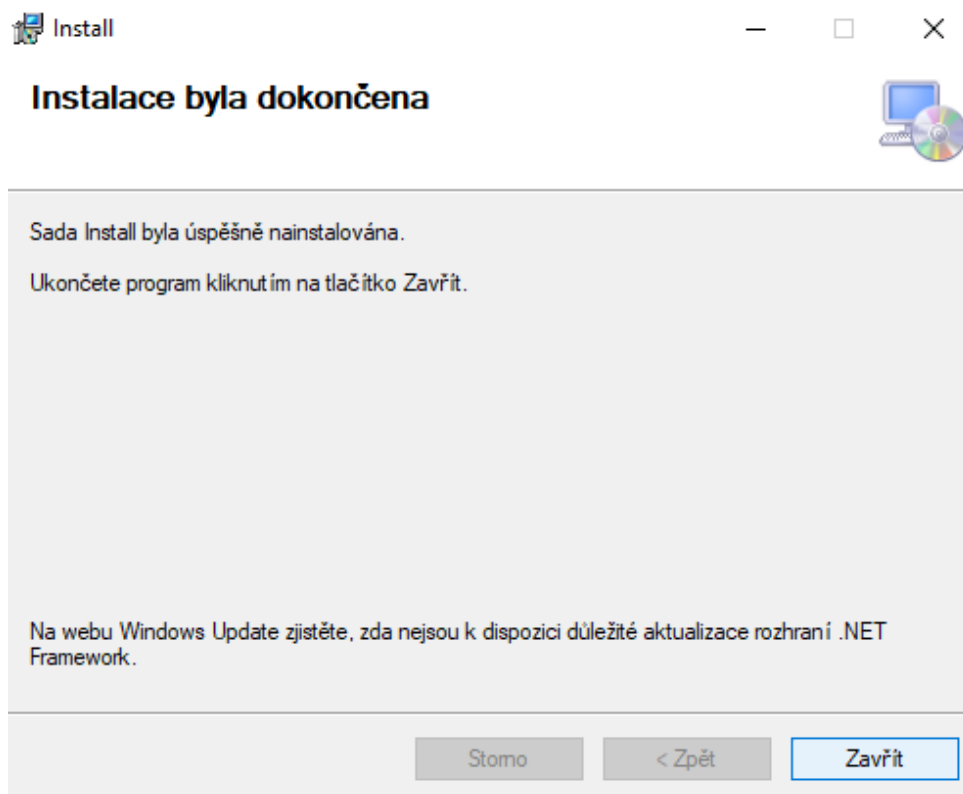 Install
Instalace byla dokončena
Sada Install byla úspěšně nainstalována.
Ukončete program kliknutím na tlačítko Zavřít.
Na webu Windows Update zjistěte, zda nejsou k dispozici důležité aktualizace rozhraní .NET
Framework.
Storno
< Zpět
Zavřít